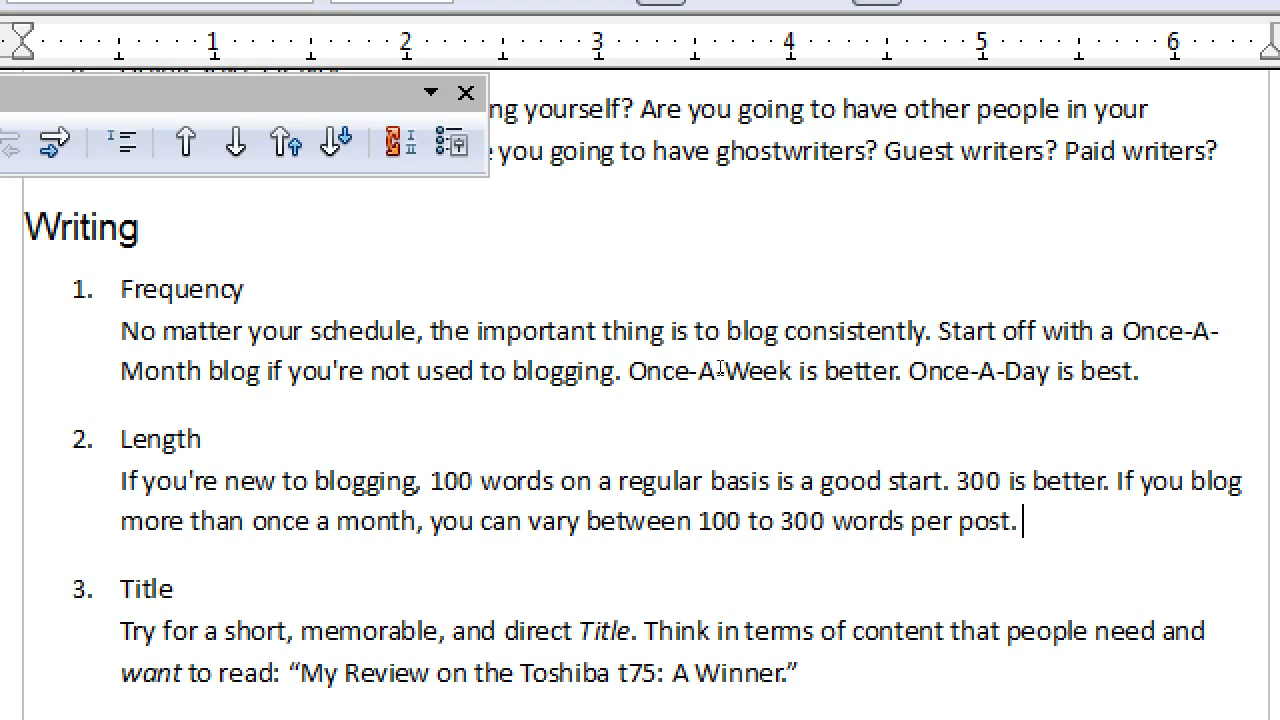 1 2 3 4 5 6
ng yourself? Are you going to have other people in your
you going to have ghostwriters? Guest writers? Paid writers?
Writing
1. Frequency
No matter your schedule, the important thing is to blog consistently. Start off with a Once-A-
Month blog if you're not used to blogging. Once-A-Week is better. Once-A-Day is best.
2. Length
If you're new to blogging, 100 words on a regular basis is a good start. 300 is better. If you blog
more than once a month, you can vary between 100 to 300 words per post.
3. Title
Try for a short, memorable, and direct Title. Think in terms of content that people need and
want to read: “My Review on the Toshiba t75: A Winner.”